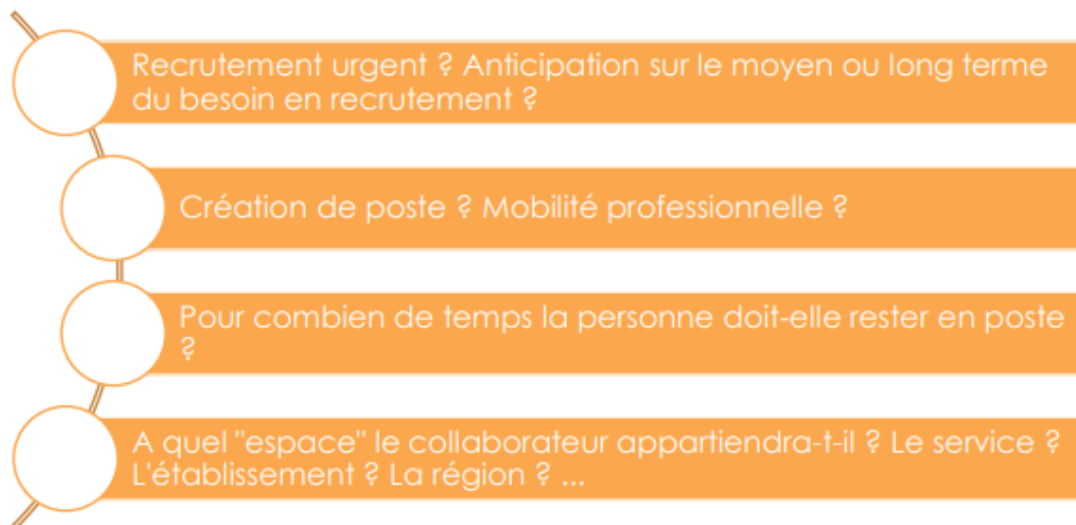 Recrutement urgent ? Anticipation sur le moyen ou long terme
du besoin en recrutement ?
Création de poste ? Mobilité professionnelle ?
Pour combien de temps la personne doit-elle rester en poste
?
A quel "espace" le collaborateur appartiendra-t-il ? Le service ?
L'établissement ? La région ? ...